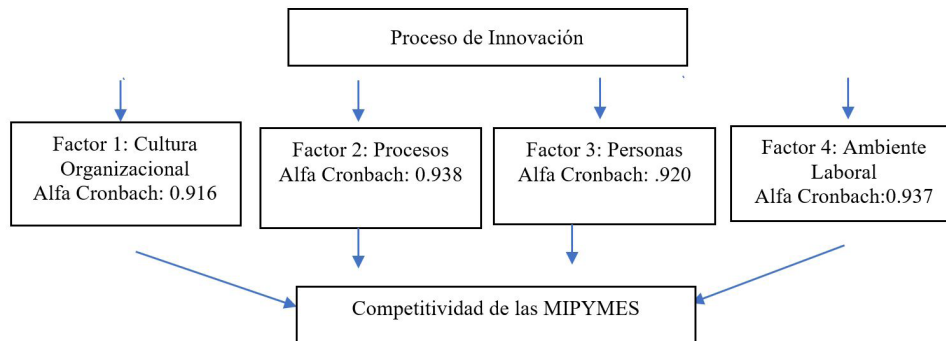 Proceso de Innovación
Factor 1: Cultura
Organizacional
Alfa Cronbach: 0.916
Factor 2: Procesos
Alfa Cronbach: 0.938
Factor 3: Personas
Alfa Cronbach: .920
Factor 4: Ambiente
Laboral
Alfa Cronbach:0.937
Competitividad de las MIPYMES